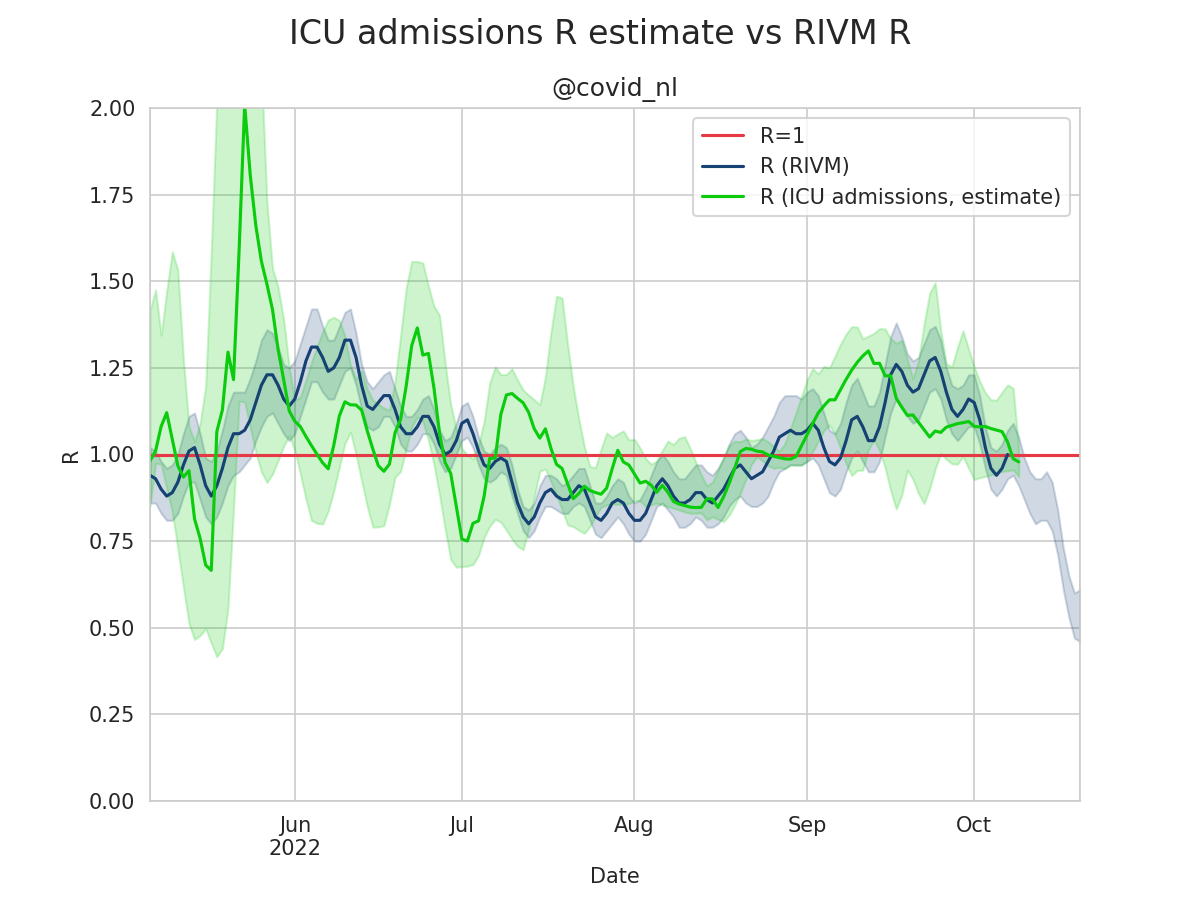 ICU admissions R estimate vs RIVM R
@covid_nl
R=1
R (RIVM)
R (ICU admissions, estimate)
2.00
1.75
1.50
1.25
1.00
0.75
0.50
0.25
0.00
R
Jun
2022
Jul
Aug
Sep
Oct
Date